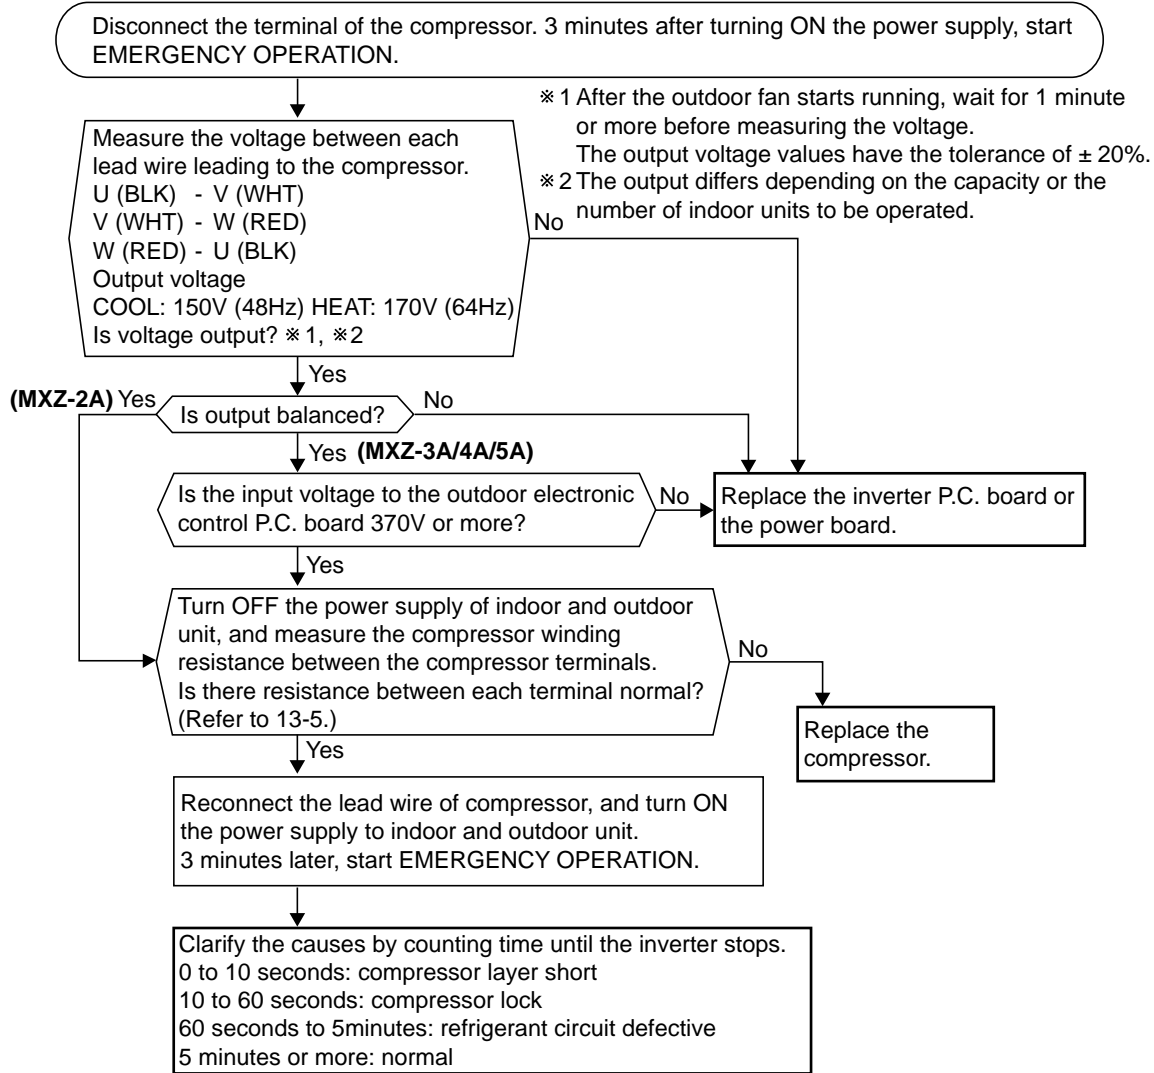 Disconnect the terminal of the compressor. 3 minutes after turning ON the power supply, start
EMERGENCY OPERATION.
※1 After the outdoor fan starts running, wait for 1 minute
or more before measuring the voltage.
The output voltage values have the tolerance of ± 20%.
※2 The output differs depending on the capacity or the
number of indoor units to be operated.
Measure the voltage between each
lead wire leading to the compressor.
U (BLK) - V (WHT)
V (WHT) - W (RED)
W (RED) - U (BLK)
Output voltage
COOL: 150V (48Hz) HEAT: 170V (64Hz)
Is voltage output? ※1, ※2
No
Yes
(MXZ-2A) Yes
Is output balanced?
No
Yes (MXZ-3A/4A/5A)
Is the input voltage to the outdoor electronic
control P.C. board 370V or more?
No
Replace the inverter P.C. board or
the power board.
Yes
Turn OFF the power supply of indoor and outdoor
unit, and measure the compressor winding
resistance between the compressor terminals.
Is there resistance between each terminal normal?
(Refer to 13-5.)
No
Replace the
compressor.
Yes
Reconnect the lead wire of compressor, and turn ON
the power supply to indoor and outdoor unit.
3 minutes later, start EMERGENCY OPERATION.
Clarify the causes by counting time until the inverter stops.
0 to 10 seconds: compressor layer short
10 to 60 seconds: compressor lock
60 seconds to 5minutes: refrigerant circuit defective
5 minutes or more: normal